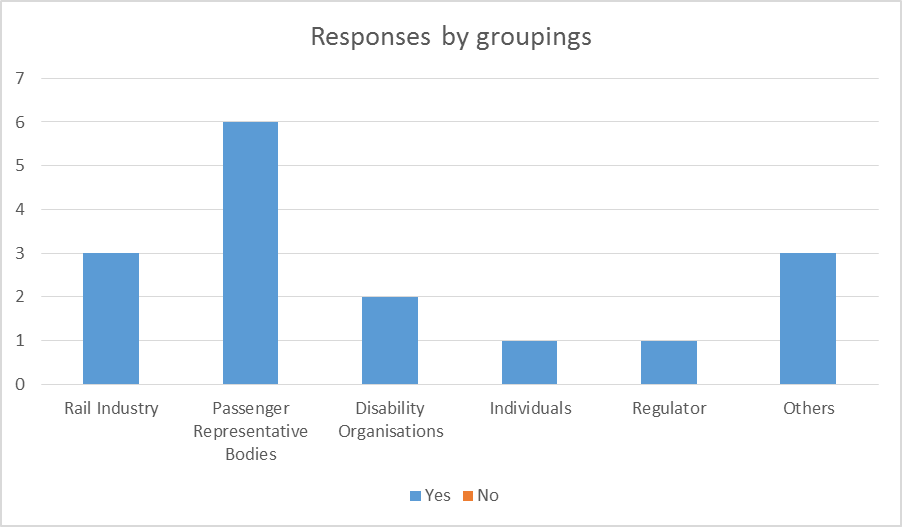 Responses by groupings
7
6
5
4
3
2
1
0
Rail Industry
Passenger
Representative
Bodies
Disability
Organisations
Individuals
Regulator
Others
Yes
No